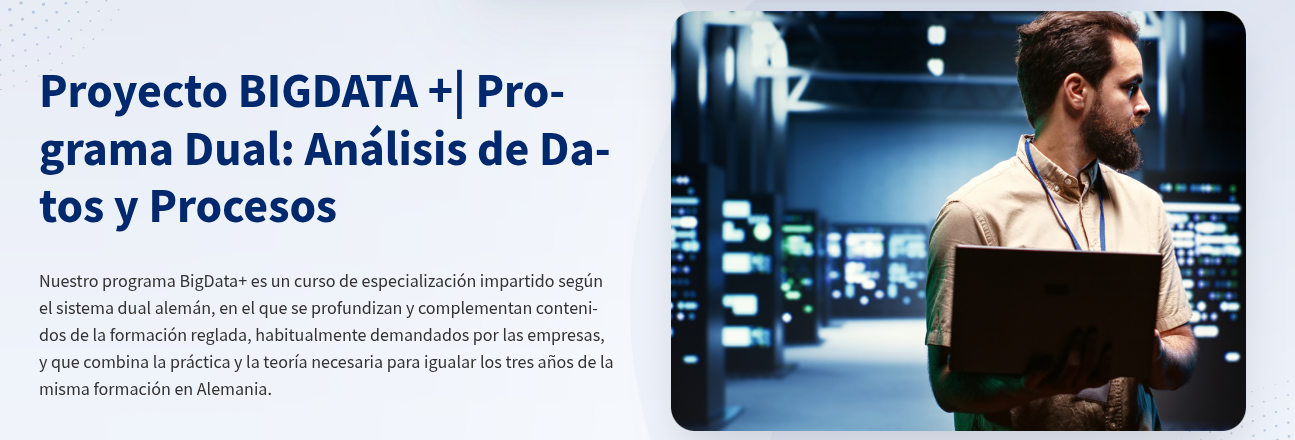 Proyecto BIGDATA +| Pro-
grama Dual: Análisis de Da-
tos y Procesos
Nuestro programa BigData+ es un curso de especialización impartido según
el sistema dual alemán, en el que se profundizan y complementan conteni-
dos de la formación reglada, habitualmente demandados por las empresas,
y que combina la práctica y la teoría necesaria para igualar los tres años de la
misma formación en Alemania.